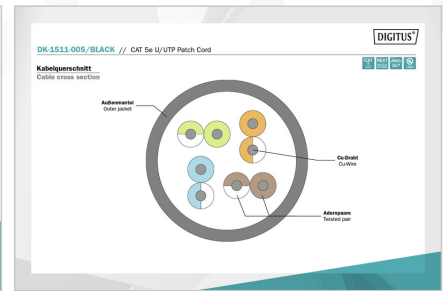 DIGITUS®
DK-1511-005/BLACK // CAT 5e U/UTP Patch Cord
Kabelquerschnitt
Cable cross section
Außenmantel
Outer jacket
Cu-Draht
Cu-Wire
Adernpaare
Twisted pair